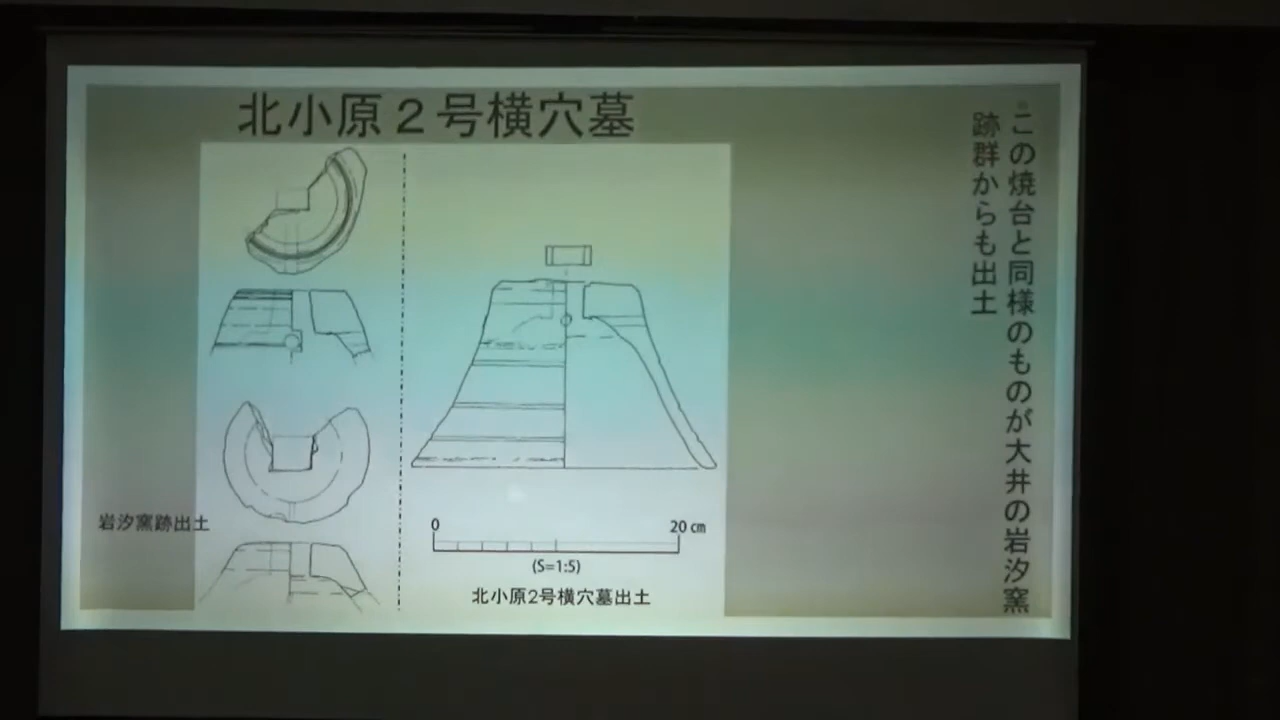 北小原２号横穴墓
※
この焼台と同様のものが大井の岩汐窯
跡群からも出土
岩汐窯跡出土
0
20㎝
(S=1:5)
北小原2号横穴墓出土